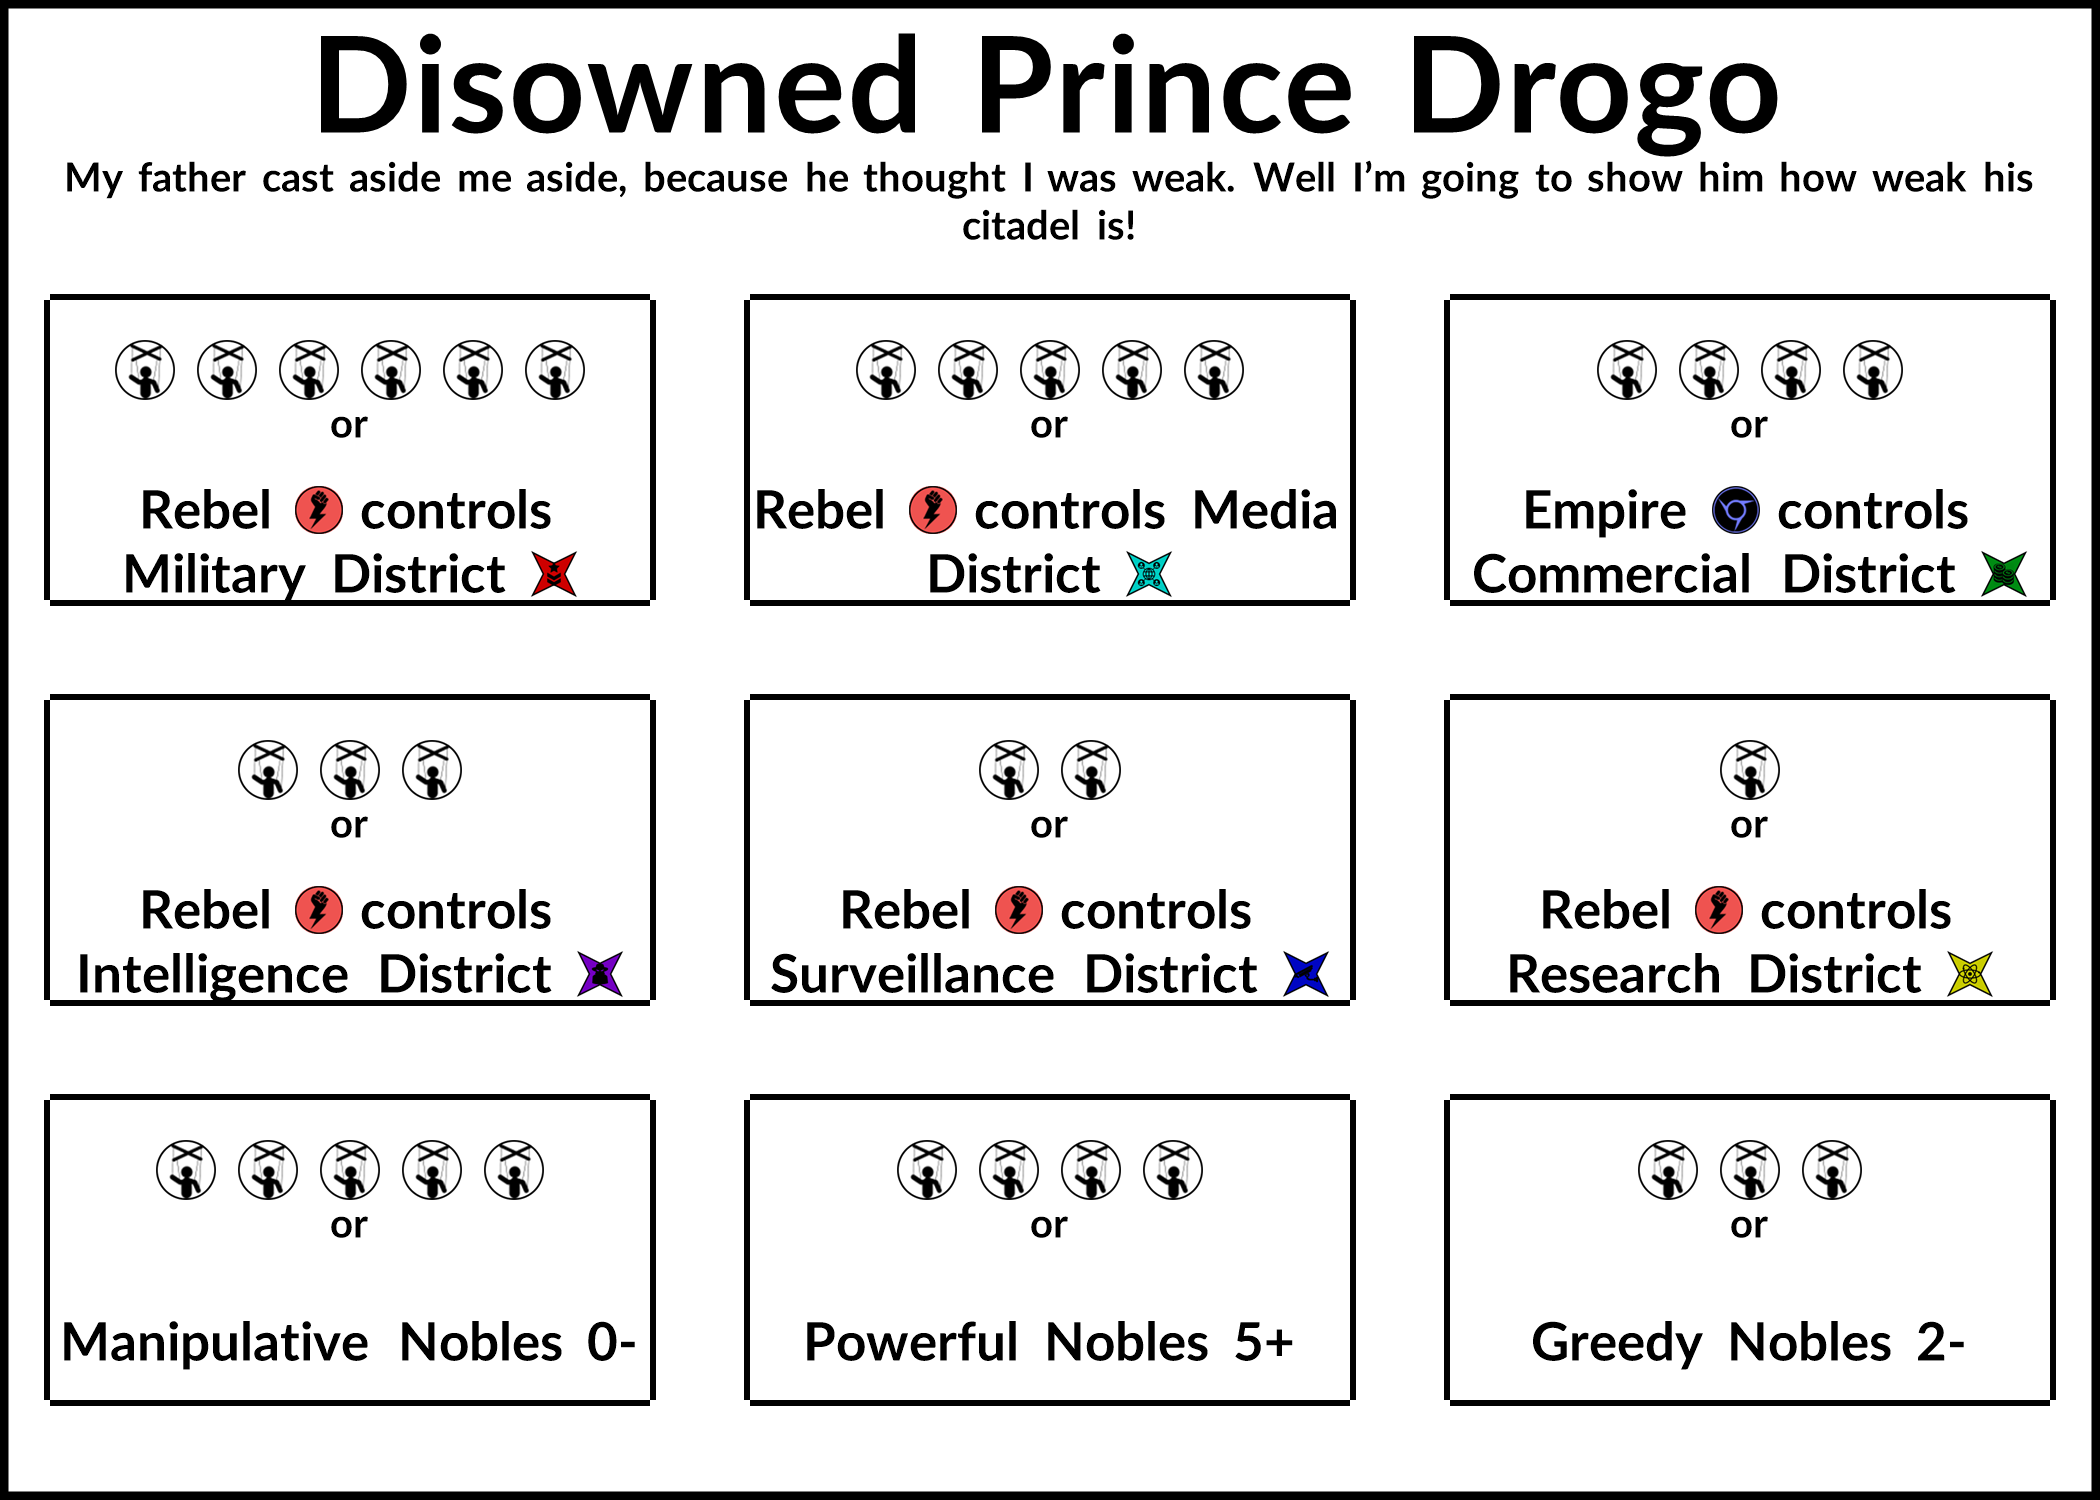 Disowned Prince Drogo
My father cast aside me aside, because he thought I was weak. Well I’m going to show him how weak his
citadel is!
or
Rebel controls
Military District
or
Rebel controls Media
District
or
Empire controls
Commercial District
or
Rebel controls
Intelligence District
or
Rebel controls
Surveillance District
or
Rebel controls
Research District
or
Manipulative Nobles 0-
or
Powerful Nobles 5+
or
Greedy Nobles 2-